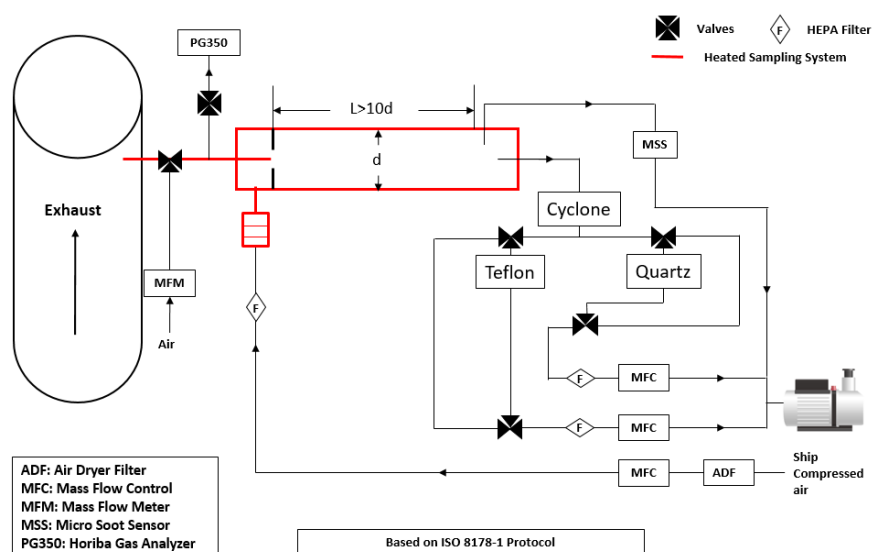 PG350
Valves
F
HEPA Filter
Heated Sampling System
L>10d
MSS
d
Exhaust
Cyclone
Teflon
Quartz
MFM
F
Air
F
MFC
F
MFC
Ship
Compressed
air
MFC
ADF
ADF: Air Dryer Filter
MFC: Mass Flow Control
MFM: Mass Flow Meter
MSS: Micro Soot Sensor
PG350: Horiba Gas Analyzer
Based on ISO 8178-1 Protocol